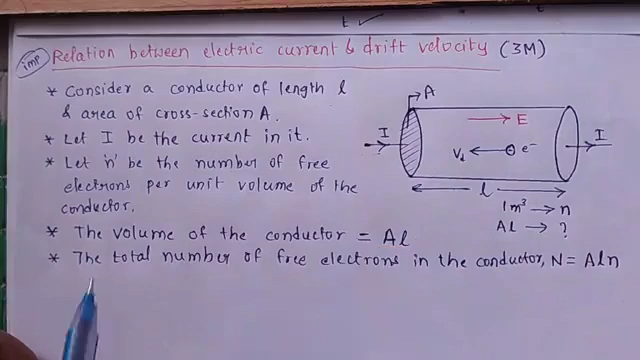 t
t
imp Relation between electric current & drift velocity (3M)
* Consider a conductor of length l
& area of cross-section A.
* Let I be the current in it.
* Let 'n' be the number of free
electrons per unit volume of the
conductor.
* The volume of the conductor = Al
* The total number of free electrons in the conductor, N = Aln
A
E
I
I
Vd
e⁻
l
1m³ → n
Al → ?